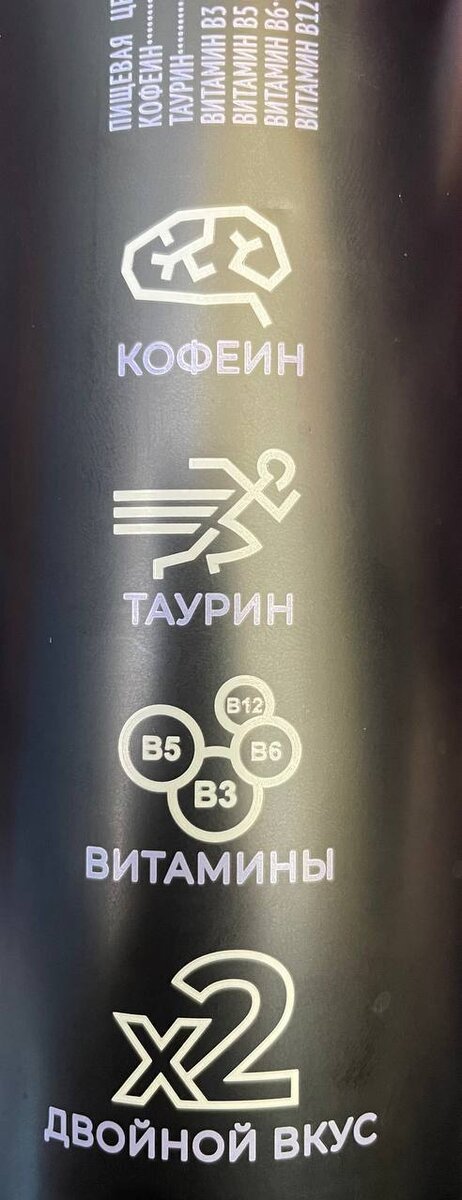 ПИЩЕВАЯ ЦЕ
КОФЕИН
ТАУРИН
ВИТАМИН B3
ВИТАМИН B5
ВИТАМИН B6
ВИТАМИН B12
КОФЕИН
ТАУРИН
B12
B5
B6
B3
ВИТАМИНЫ
x2
ДВОЙНОЙ ВКУС